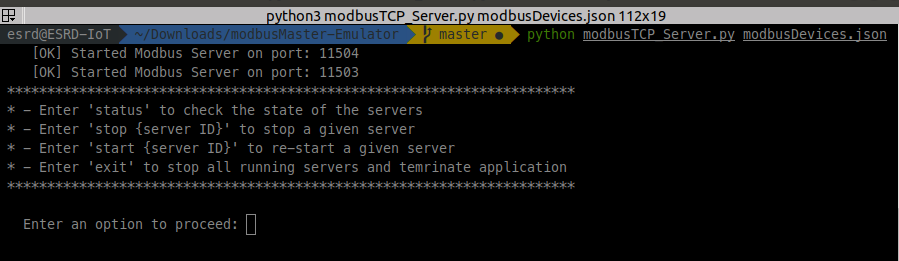 python3 modbusTCP_Server.py modbusDevices.json 112x19
esrd@ESRD-IoT ~/Downloads/modbusMaster-Emulator master ● python modbusTCP_Server.py modbusDevices.json
[OK] Started Modbus Server on port: 11504
[OK] Started Modbus Server on port: 11503
***********************************************************************
* - Enter 'status' to check the state of the servers
* - Enter 'stop {server ID}' to stop a given server
* - Enter 'start {server ID}' to re-start a given server
* - Enter 'exit' to stop all running servers and temrinate application
***********************************************************************
Enter an option to proceed: